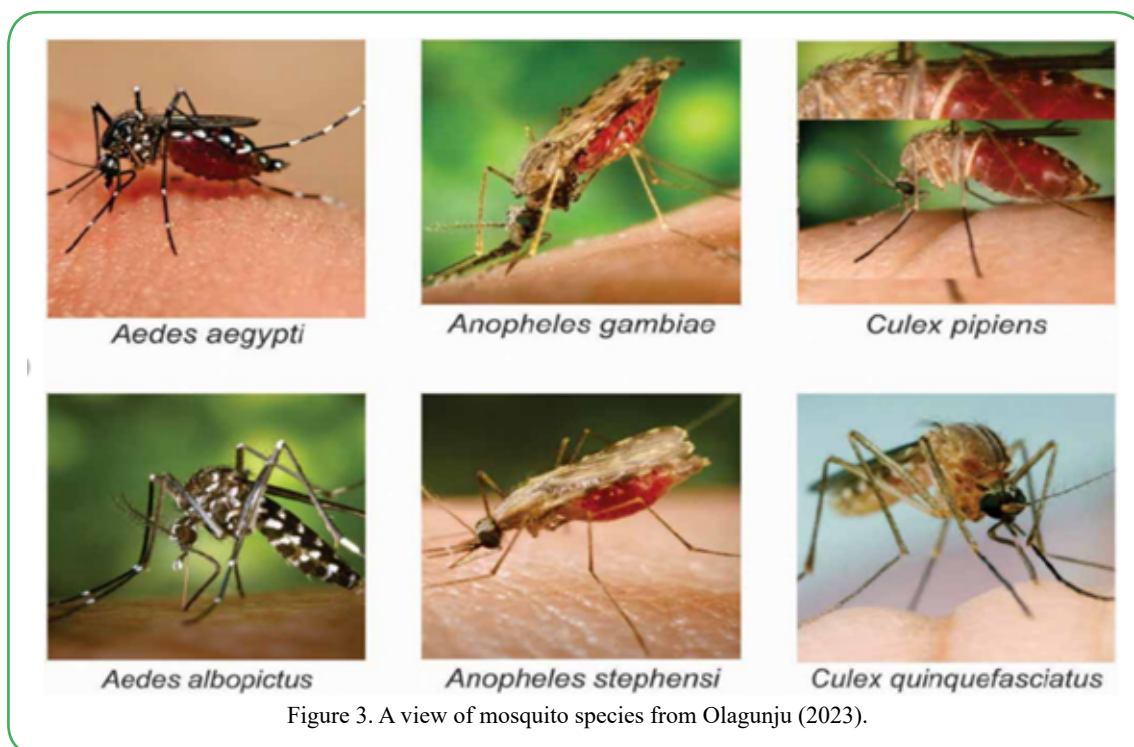 Aedes aegypti
Anopheles gambiae
Culex pipiens
Aedes albopictus
Anopheles stephensi
Culex quinquefasciatus
Figure 3. A view of mosquito species from Olagunju (2023).